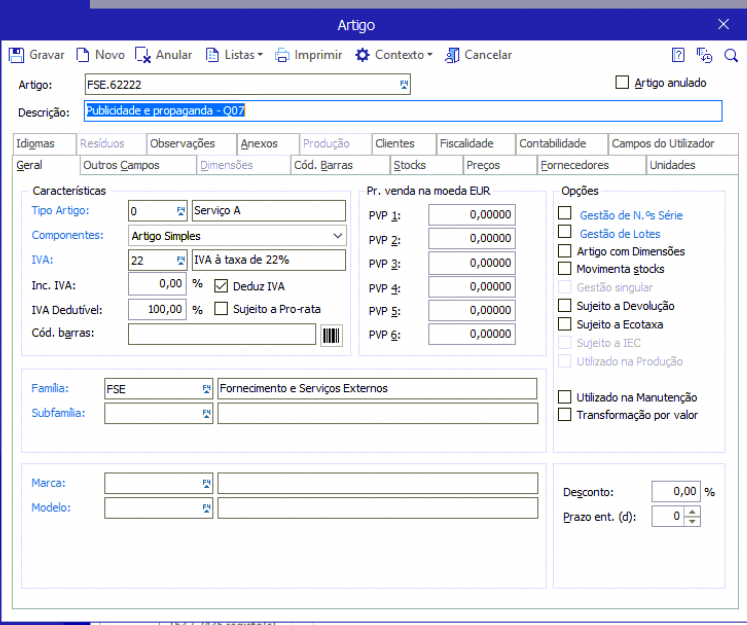 Artigo
Gravar Novo Anular Listas Imprimir Contexto Cancelar
Artigo: FSE.62222 Artigo anulado
Descrição: Publicidade e propaganda - Q07
Idiomas Resíduos Observações Anexos Produção Clientes Fiscalidade Contabilidade Campos do Utilizador
Geral Outros Campos Dimensões Cód. Barras Stocks Preços Fornecedores Unidades
Características Pr. venda na moeda EUR Opções
Tipo Artigo: 0 F4 Serviço A PVP 1: 0,00000 Gestão de N.ºs Série
Componentes: Artigo Simples PVP 2: 0,00000 Gestão de Lotes
IVA: 22 F4 IVA à taxa de 22% PVP 3: 0,00000 Artigo com Dimensões
Movimenta stocks
Inc. IVA: 0,00 % Deduz IVA PVP 4: 0,00000 Gestão singular
IVA Dedutível: 100,00 % Sujeito a Pro-rata PVP 5: 0,00000 Sujeito a Devolução
Sujeito a Ecotaxa
Cód. barras: PVP 6: 0,00000 Sujeito a IEC
Utilizado na Produção
Família: FSE F4 Fornecimento e Serviços Externos Utilizado na Manutenção
Subfamília: F4 Transformação por valor
Marca: F4
Desconto: 0,00 %
Modelo: F4
Prazo ent. (d): 0